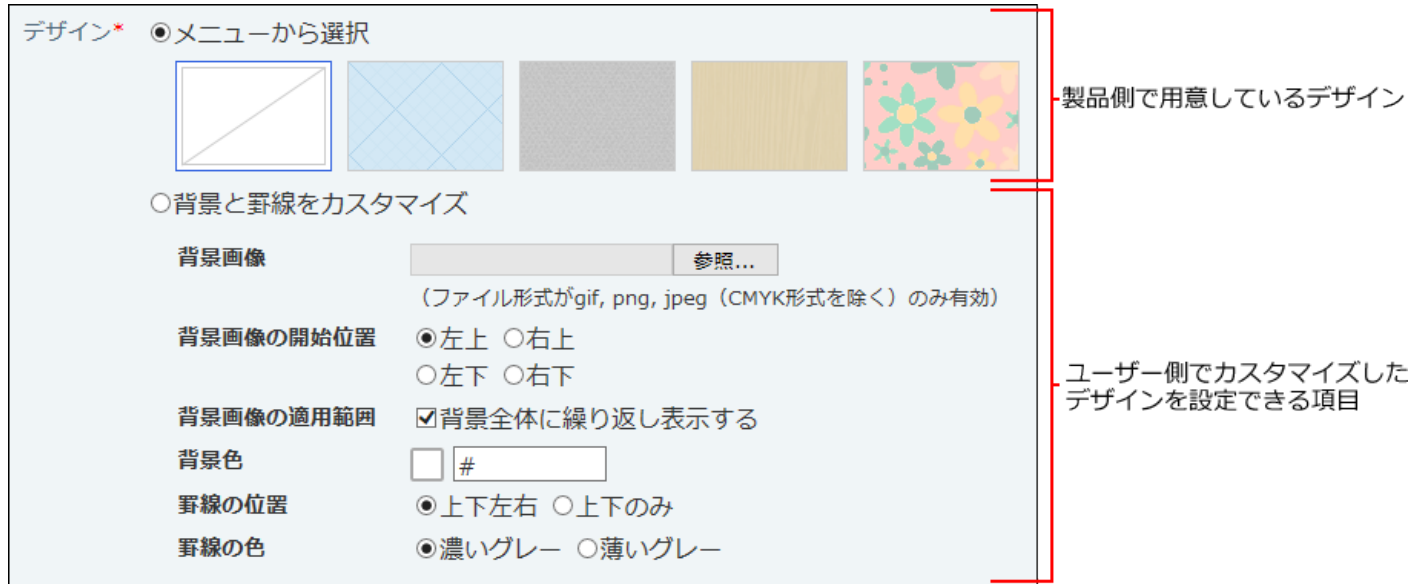 デザイン* メニューから選択
製品側で用意しているデザイン
背景と罫線をカスタマイズ
背景画像 参照...
（ファイル形式がgif, png, jpeg（CMYK形式を除く）のみ有効）
背景画像の開始位置 左上 右上
左下 右下
ユーザー側でカスタマイズした
デザインを設定できる項目
背景画像の適用範囲 背景全体に繰り返し表示する
背景色 #
罫線の位置 上下左右 上下のみ
罫線の色 濃いグレー 薄いグレー